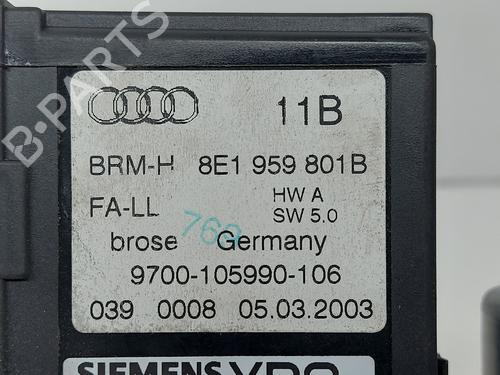 11B
BRM-H 8E1 959 801B
FA-LL HW A
SW 5.0
769
brose Germany
9700-105990-106
039 0008 05.03.2003
SIEMENS VDO
B-PARTS